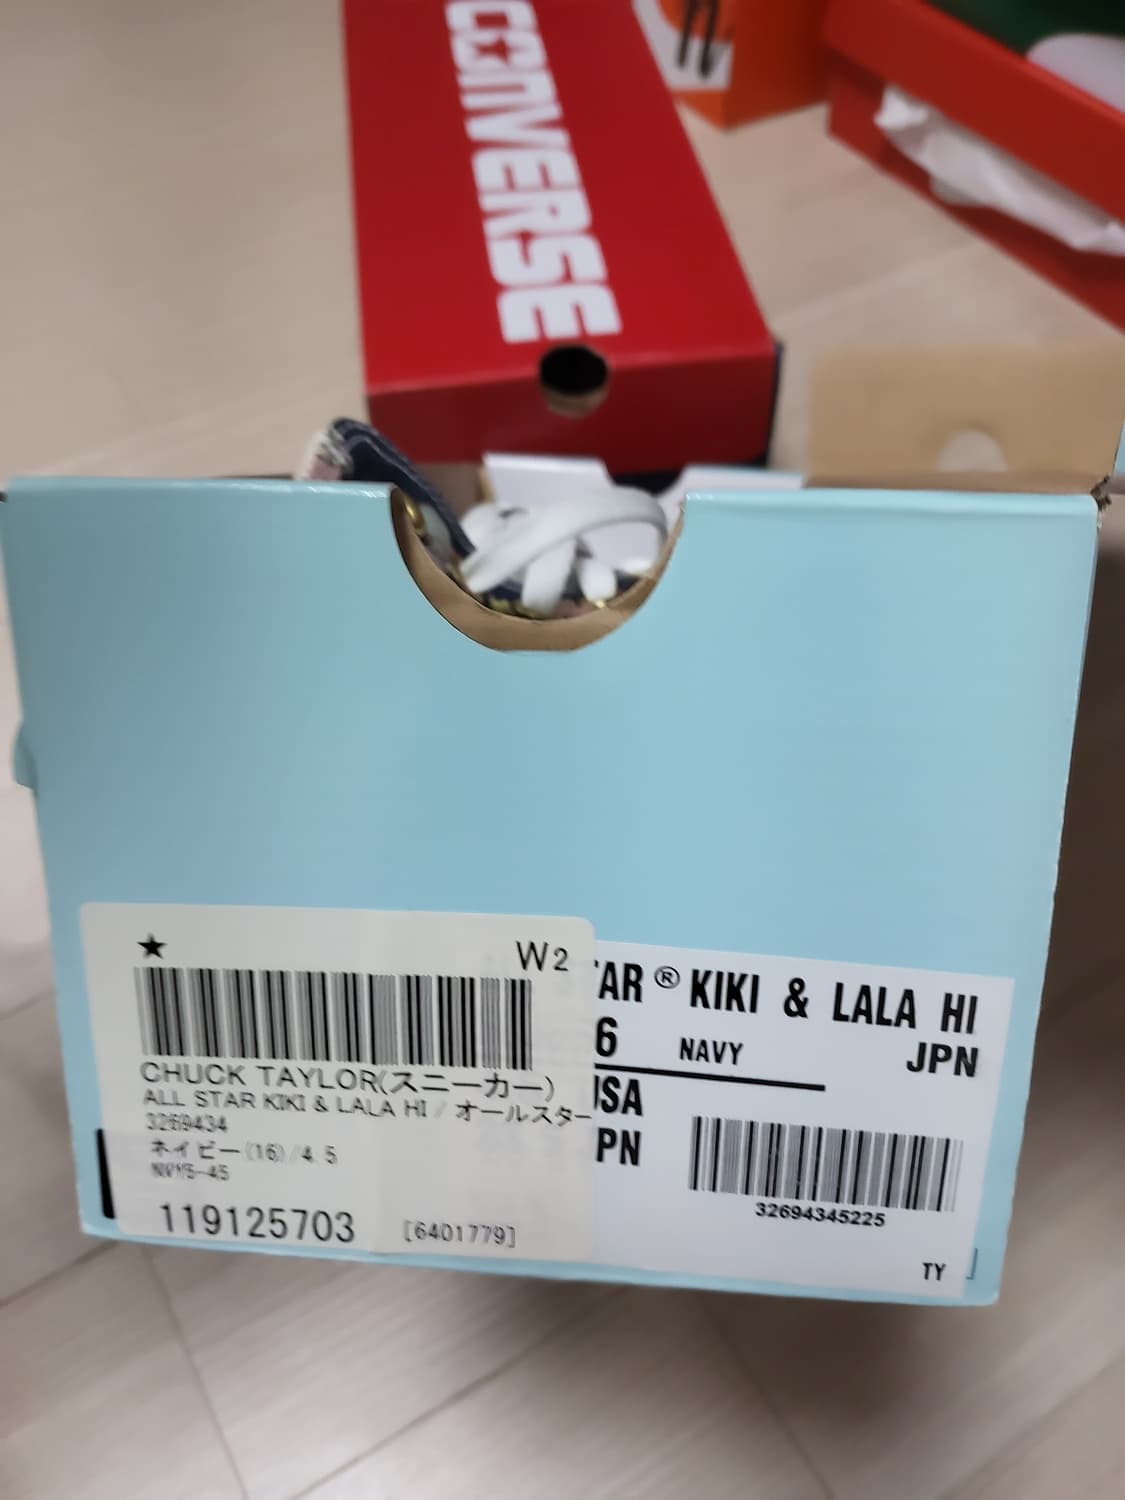 CONVERSE
★ W2
CHUCK TAYLOR(スニーカー)
ALL STAR KIKI & LALA HI / オールスター
3269434
ネイビー(16)/4.5
119125703 [6401779]
TAR® KIKI & LALA HI
6 NAVY JPN
USA
PN
32694345225
TY